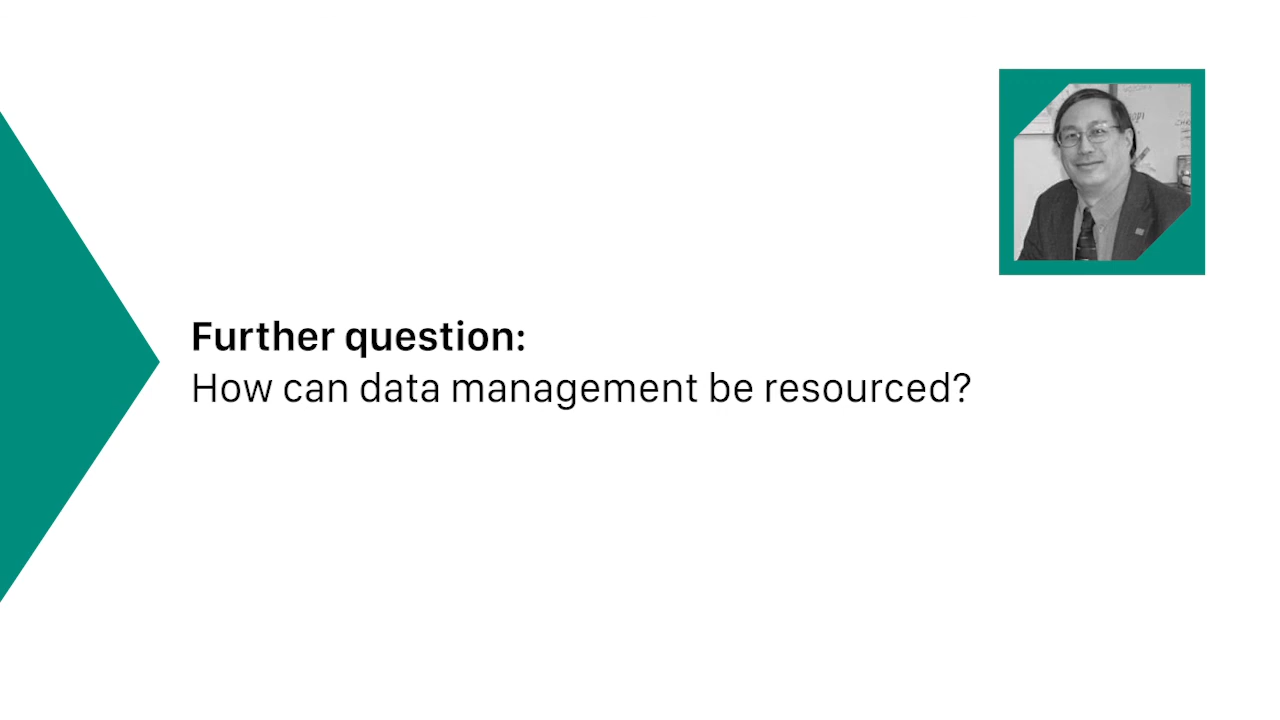 Further question:
How can data management be resourced?